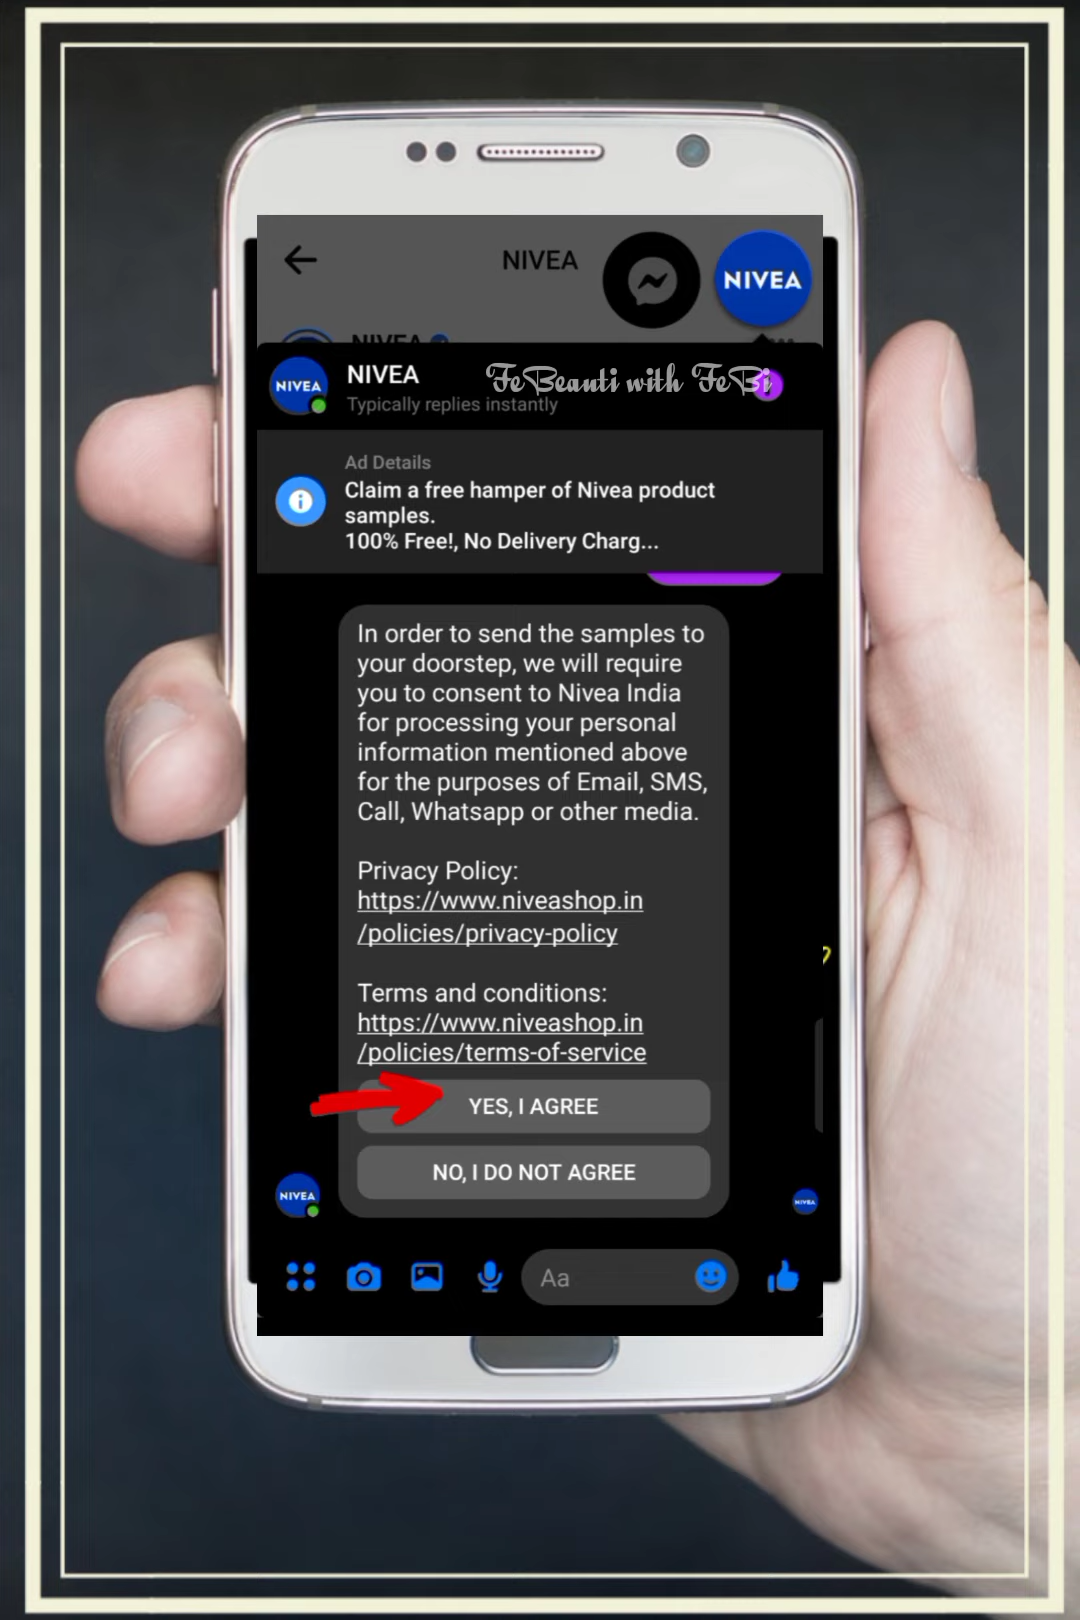 NIVEA
NIVEA
NIVEA
NIVEA
NIVEA
FeBeauti with FeBi
Typically replies instantly
Ad Details
Claim a free hamper of Nivea product
samples.
100% Free!, No Delivery Charg...
In order to send the samples to
your doorstep, we will require
you to consent to Nivea India
for processing your personal
information mentioned above
for the purposes of Email, SMS,
Call, Whatsapp or other media.
Privacy Policy:
https://www.niveashop.in
/policies/privacy-policy
Terms and conditions:
https://www.niveashop.in
/policies/terms-of-service
YES, I AGREE
NO, I DO NOT AGREE
NIVEA
NIVEA
Aa